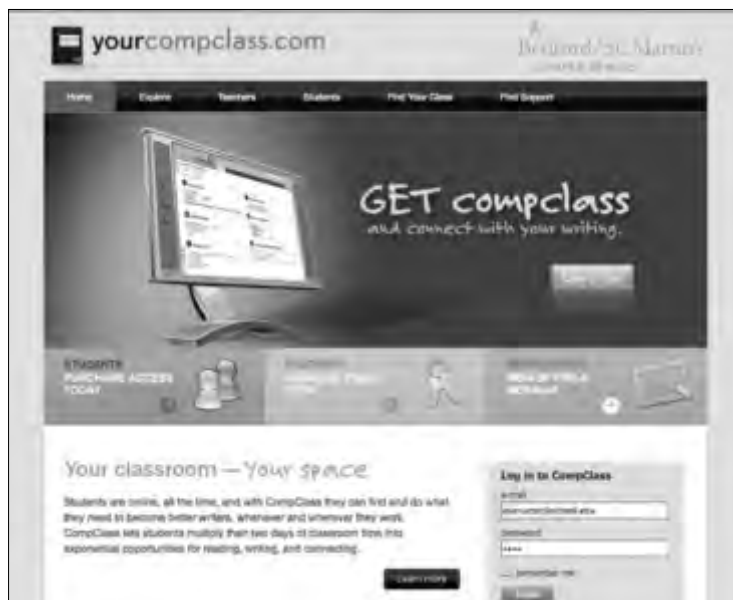 yourcompclass.com
Bedford/St. Martin's
Home Explore Teachers Students Find Your Class Find Support
GET compclass
and connect with your writing.
STUDENTS
PURCHASE ACCESS
TODAY
Your classroom — Your space
Students are online, all the time, and with CompClass they can find and do what
they need to become better writers, whenever and wherever they work.
CompClass lets students multiply their two days of classroom time into
exponential opportunities for reading, writing, and connecting.
Learn more
Log in to CompClass
e-mail
password
remember me